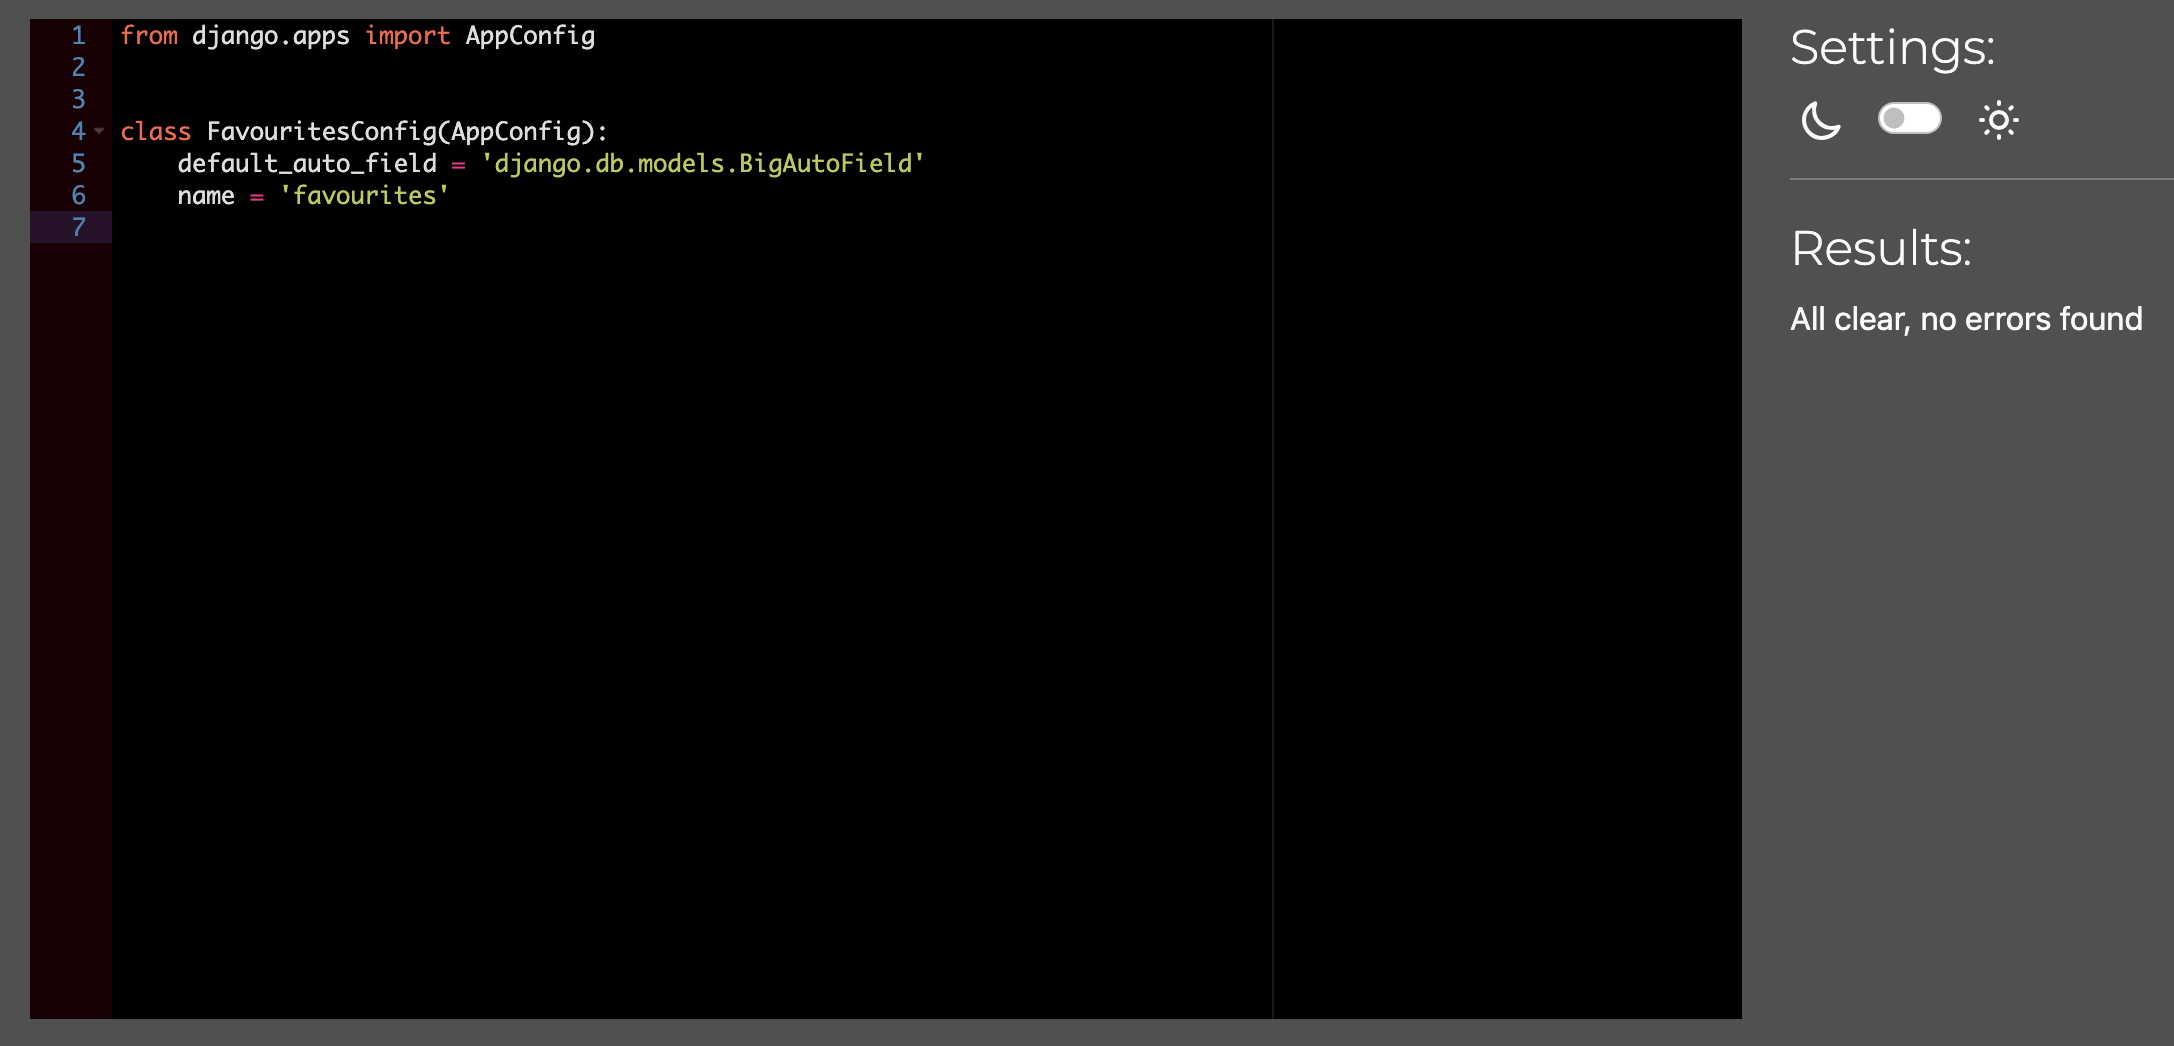 1 from django.apps import AppConfig
2
3
4 class FavouritesConfig(AppConfig):
5     default_auto_field = 'django.db.models.BigAutoField'
6     name = 'favourites'
7
Settings:
Results:
All clear, no errors found